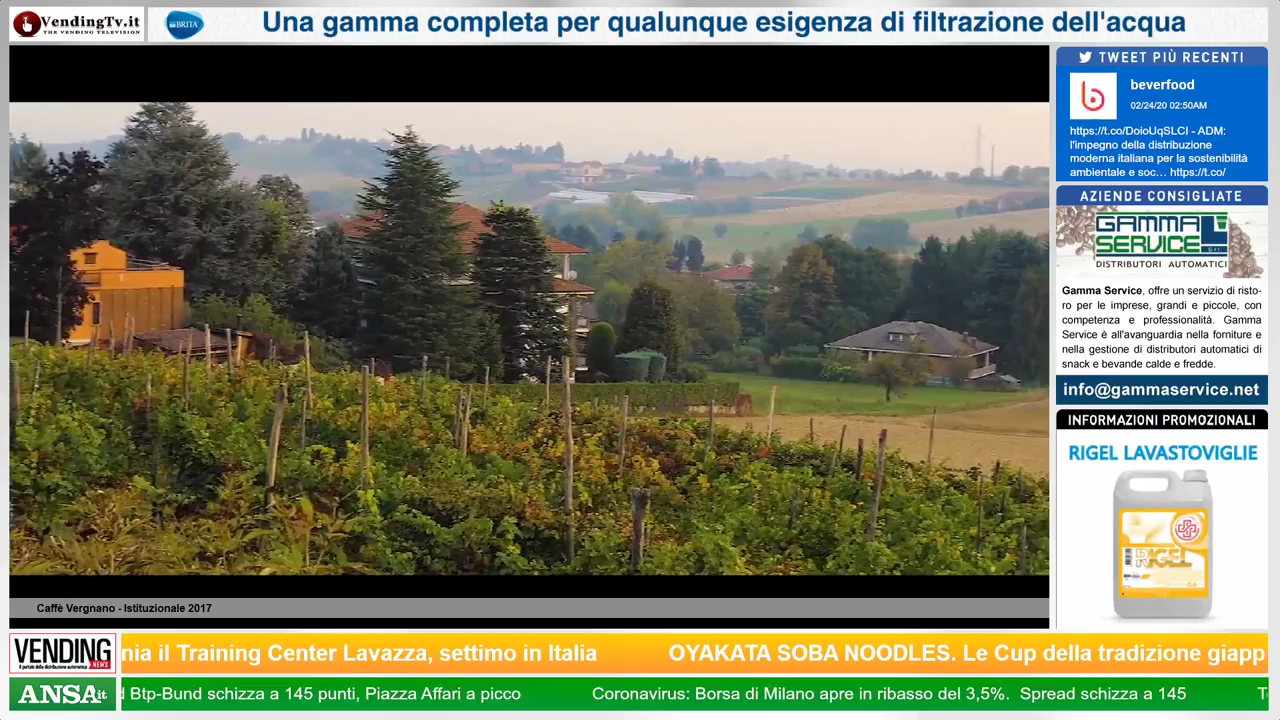 VendingTv.it
THE VENDING TELEVISION
BRITA
Una gamma completa per qualunque esigenza di filtrazione dell'acqua
TWEET PIÙ RECENTI
beverfood
02/24/20 02:50AM
https://t.co/DoioUqSLCI - ADM:
l'impegno della distribuzione
moderna italiana per la sostenibilità
ambientale e soc… https://t.co/
AZIENDE CONSIGLIATE
GAMMA
SERVICE
DISTRIBUTORI AUTOMATICI
Gamma Service, offre un servizio di risto-
ro per le imprese, grandi e piccole, con
competenza e professionalità. Gamma
Service è all'avanguardia nella forniture e
nella gestione di distributori automatici di
snack e bevande calde e fredde.
info@gammaservice.net
INFORMAZIONI PROMOZIONALI
RIGEL LAVASTOVIGLIE
RIGEL
Caffè Vergnano - Istituzionale 2017
VENDING
NEWS
Il portale della distribuzione automatica
nia il Training Center Lavazza, settimo in Italia OYAKATA SOBA NOODLES. Le Cup della tradizione giapp
ANSA.it
d Btp-Bund schizza a 145 punti, Piazza Affari a picco Coronavirus: Borsa di Milano apre in ribasso del 3,5%. Spread schizza a 145 T